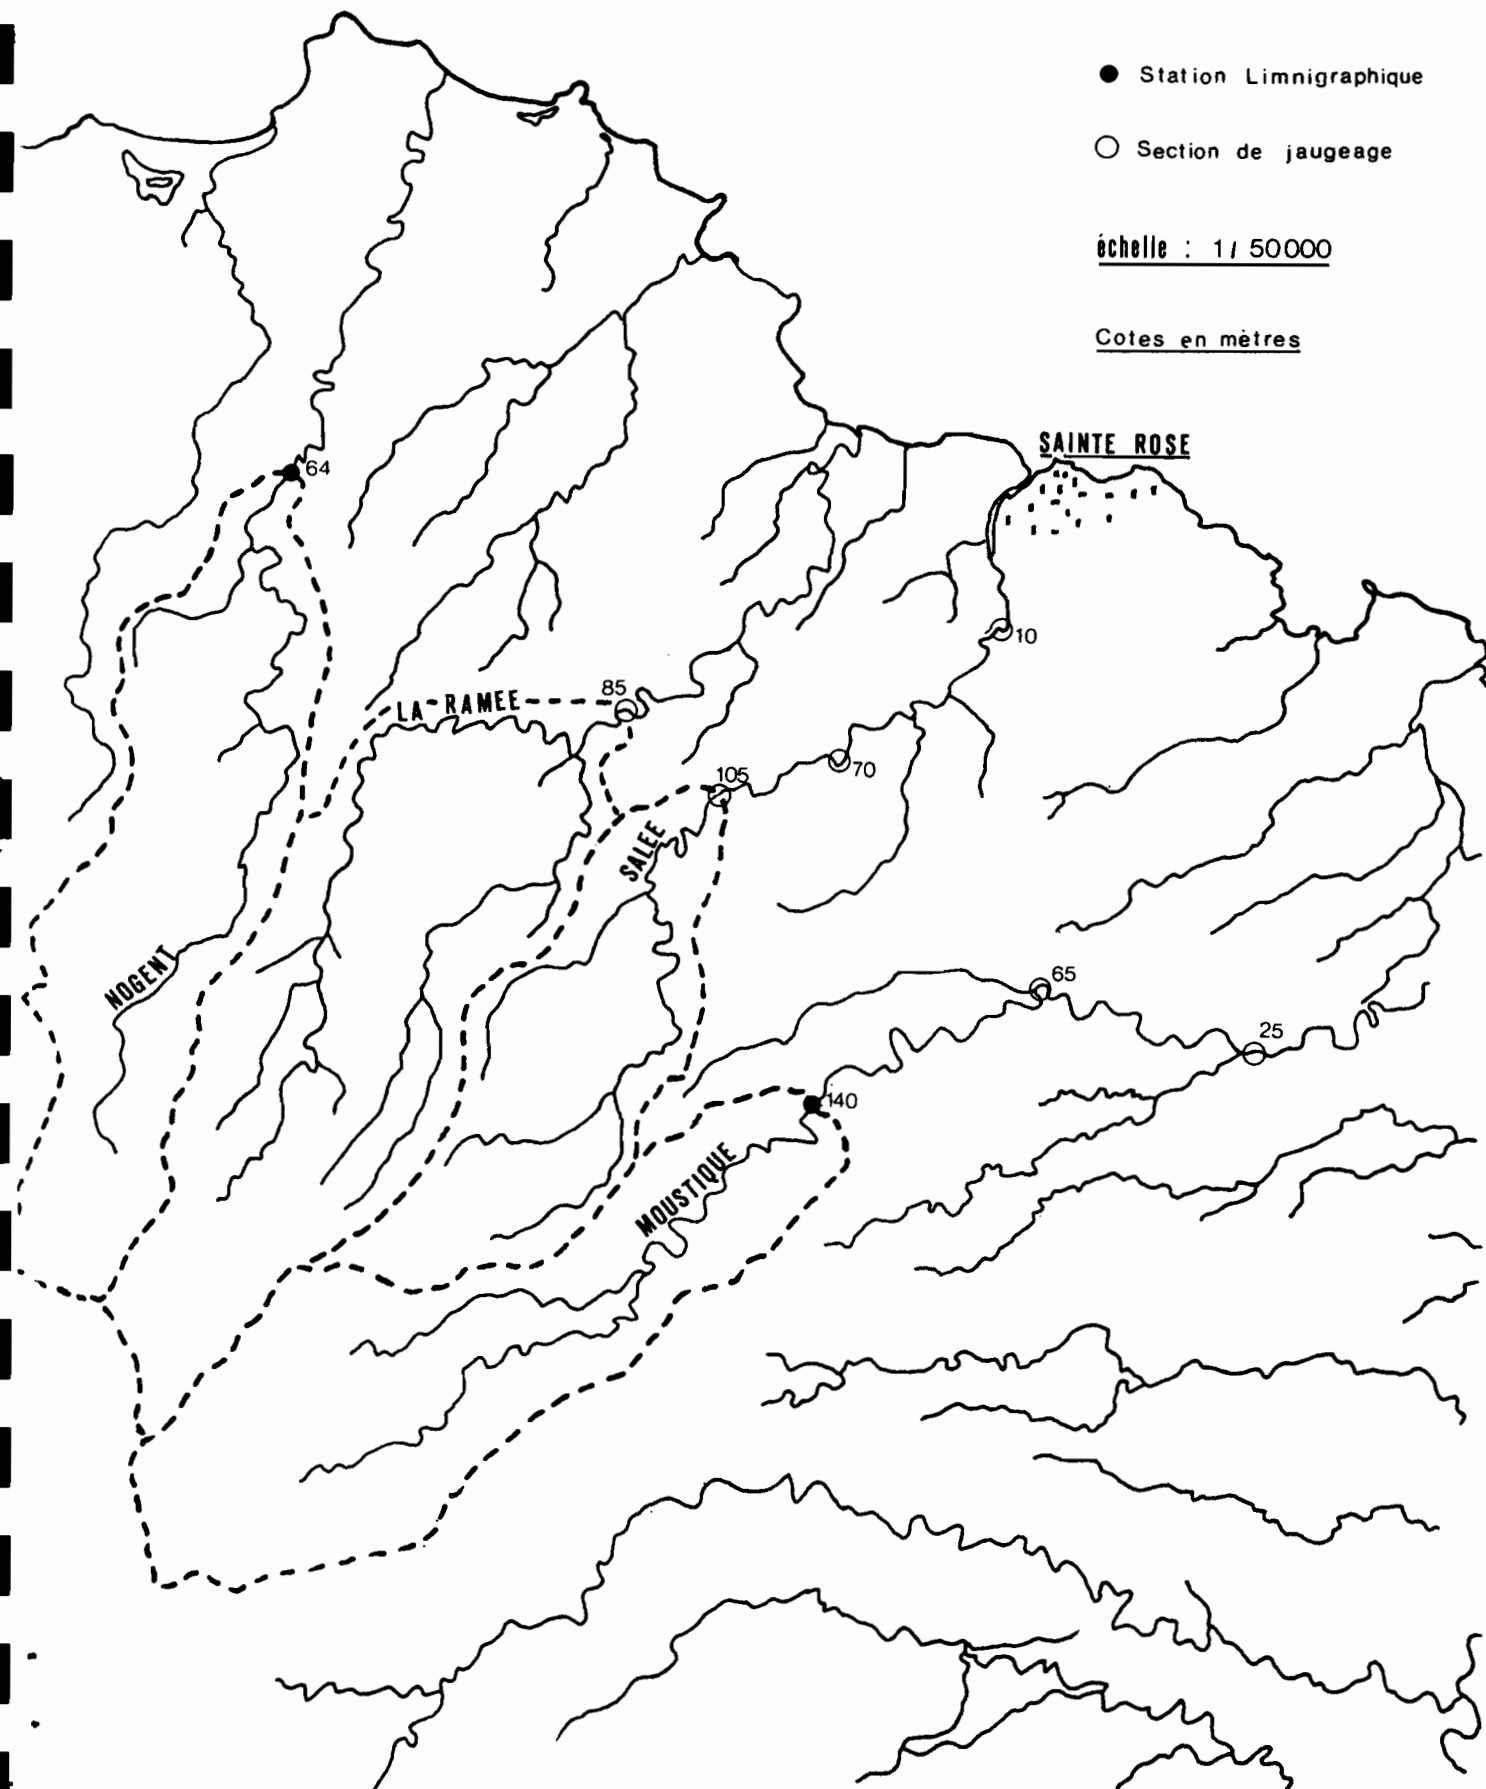 Station Limnigraphique
Section de jaugeage
échelle : 1/ 50000
Cotes en mètres
SAINTE ROSE
64
10
LA-RAMEE
85
70
105
SALEE
NOGENT
65
25
140
MOUSTIQUE